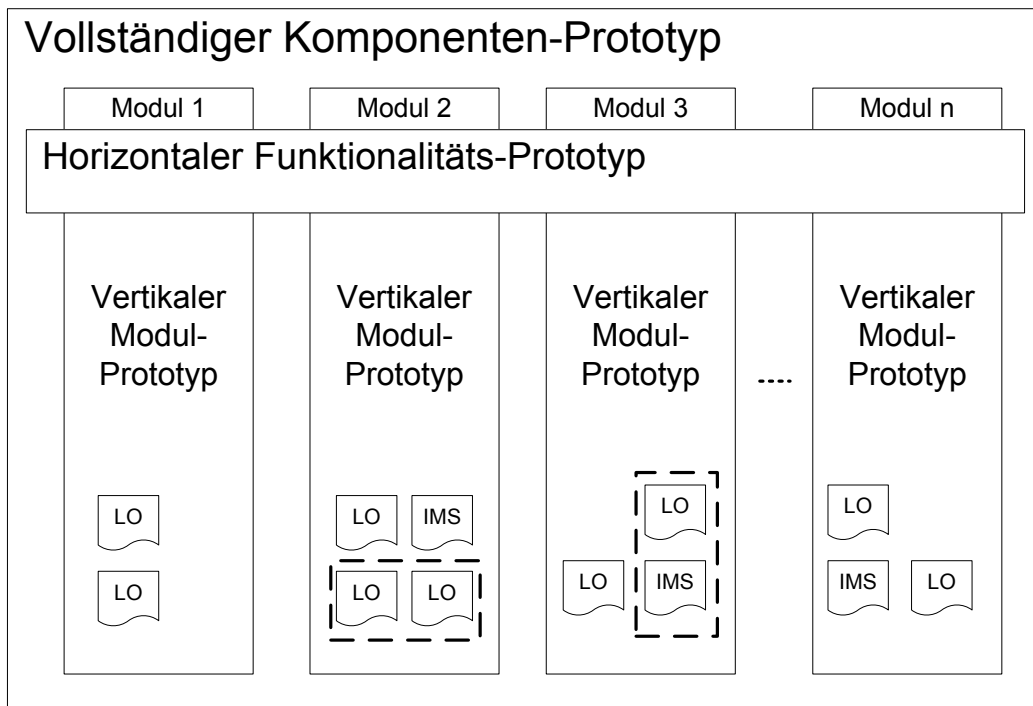 Vollständiger Komponenten-Prototyp
Modul 1
Modul 2
Modul 3
Modul n
Horizontaler Funktionalitäts-Prototyp
Vertikaler
Modul-
Prototyp
Vertikaler
Modul-
Prototyp
Vertikaler
Modul-
Prototyp
....
Vertikaler
Modul-
Prototyp
LO
LO
LO
IMS
LO
LO
LO
LO
IMS
LO
IMS
LO